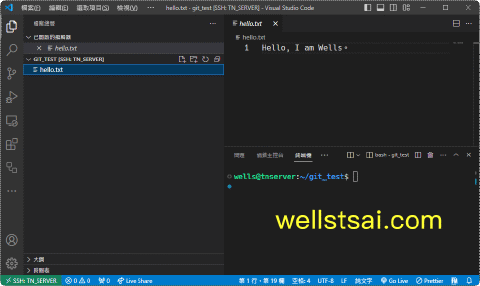 檔案(F) 編輯(E) 選取項目(S) 檢視(V) ··· hello.txt - git_test [SSH: TN_SERVER] - Visual Studio Code
檔案總管 ···
已開啟的編輯器
hello.txt
GIT_TEST [SSH: TN_SERVER]
hello.txt
大綱
時間表
hello.txt
hello.txt
1 Hello, I am Wells
問題 偵錯主控台 終端機 ··· bash - git_test
wells@tnserver:~/git_test$
wellstsai.com
SSH: TN_SERVER 0 0 0 Live Share 第 1 行，第 19 欄 空格: 4 UTF-8 LF 純文字 Go Live Prettier